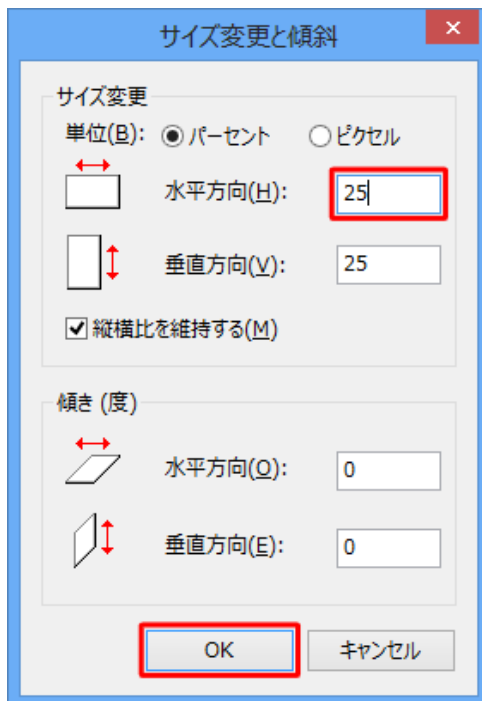 サイズ変更と傾斜
サイズ変更
単位(B): パーセント ピクセル
水平方向(H): 25
垂直方向(V): 25
縦横比を維持する(M)
傾き (度)
水平方向(O): 0
垂直方向(E): 0
OK キャンセル